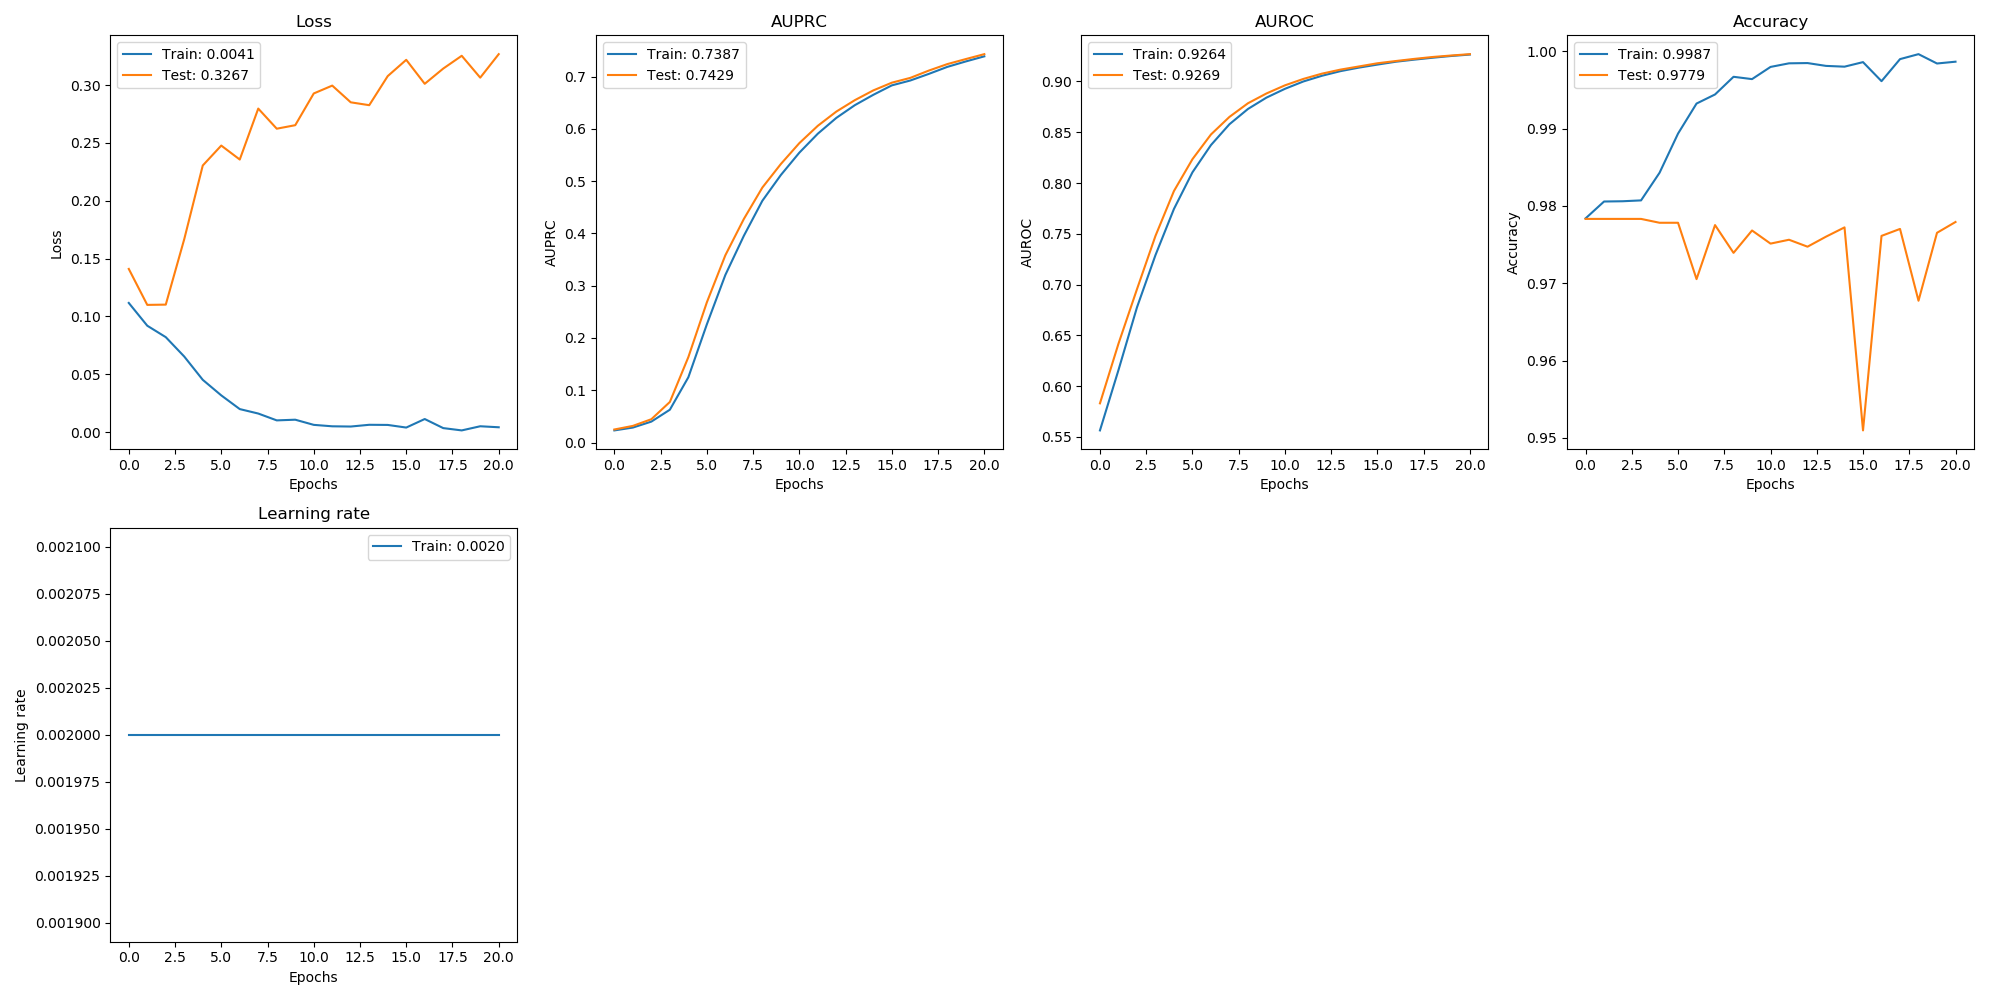 Loss
Train: 0.0041
Test: 0.3267
0.30
0.25
0.20
0.15
0.10
0.05
0.00
Loss
0.0 2.5 5.0 7.5 10.0 12.5 15.0 17.5 20.0
Epochs
AUPRC
Train: 0.7387
Test: 0.7429
0.7
0.6
0.5
0.4
0.3
0.2
0.1
0.0
AUPRC
0.0 2.5 5.0 7.5 10.0 12.5 15.0 17.5 20.0
Epochs
AUROC
Train: 0.9264
Test: 0.9269
0.90
0.85
0.80
0.75
0.70
0.65
0.60
0.55
AUROC
0.0 2.5 5.0 7.5 10.0 12.5 15.0 17.5 20.0
Epochs
Accuracy
Train: 0.9987
Test: 0.9779
1.00
0.99
0.98
0.97
0.96
0.95
Accuracy
0.0 2.5 5.0 7.5 10.0 12.5 15.0 17.5 20.0
Epochs
Learning rate
Train: 0.0020
0.002100
0.002075
0.002050
0.002025
0.002000
0.001975
0.001950
0.001925
0.001900
Learning rate
0.0 2.5 5.0 7.5 10.0 12.5 15.0 17.5 20.0
Epochs